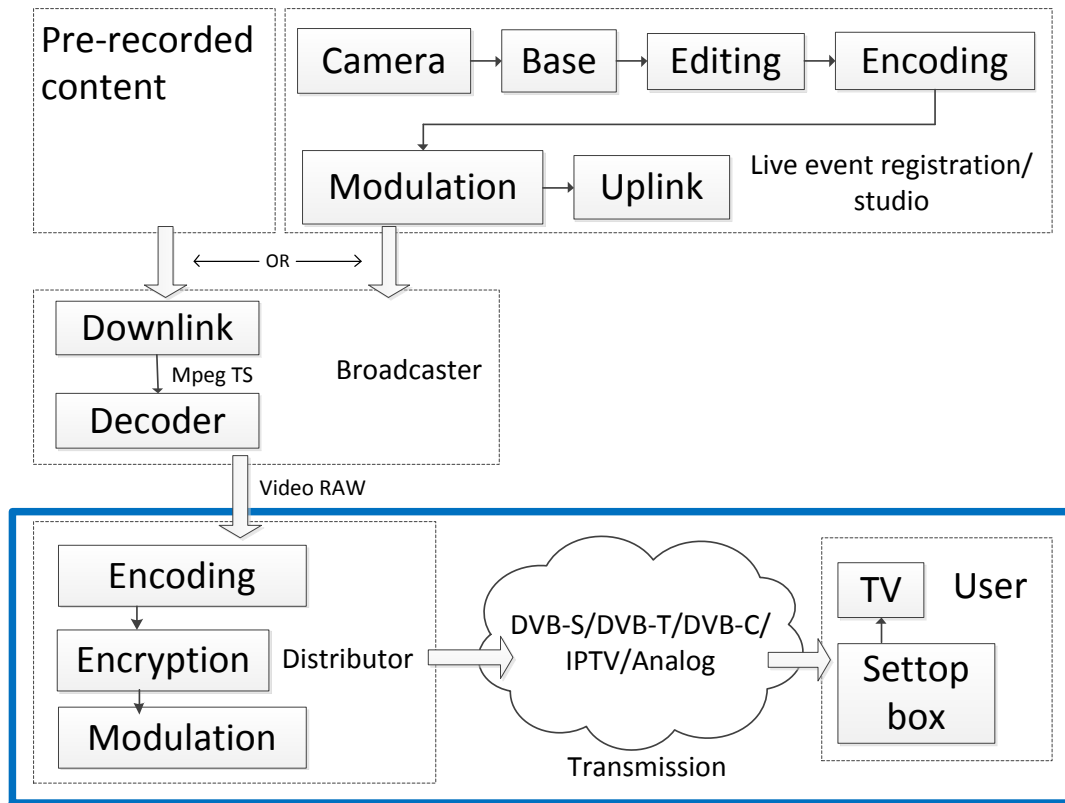 Pre-recorded
content
Camera
Base
Editing
Encoding
Modulation
Uplink
Live event registration/
studio
OR
Downlink
Mpeg TS
Decoder
Broadcaster
Video RAW
Encoding
Encryption
Modulation
Distributor
DVB-S/DVB-T/DVB-C/
IPTV/Analog
Transmission
TV
User
Settop
box